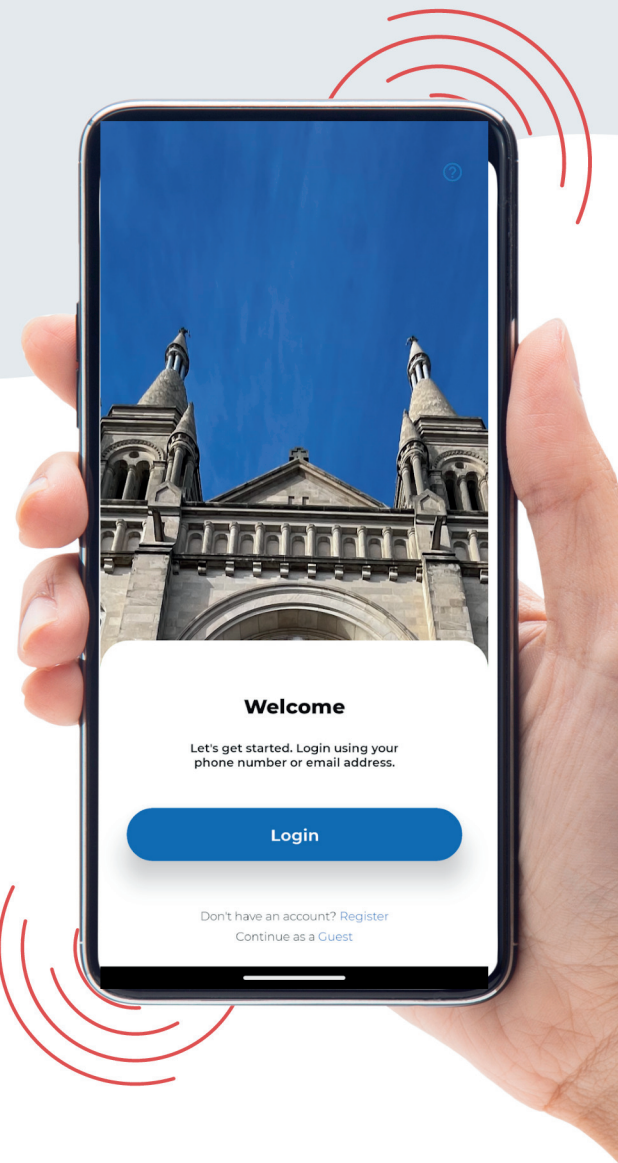 Welcome
Let's get started. Login using your
phone number or email address.
Login
Don't have an account? Register
Continue as a Guest